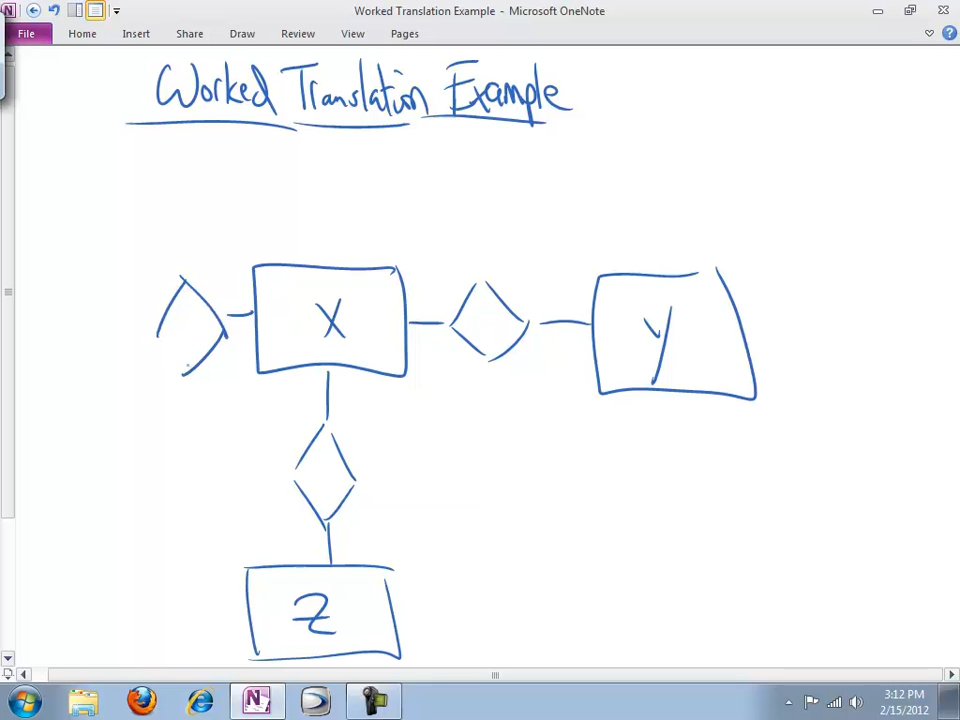 Worked Translation Example - Microsoft OneNote
File Home Insert Share Draw Review View Pages
Worked Translation Example
X y
Z
3:12 PM
2/15/2012